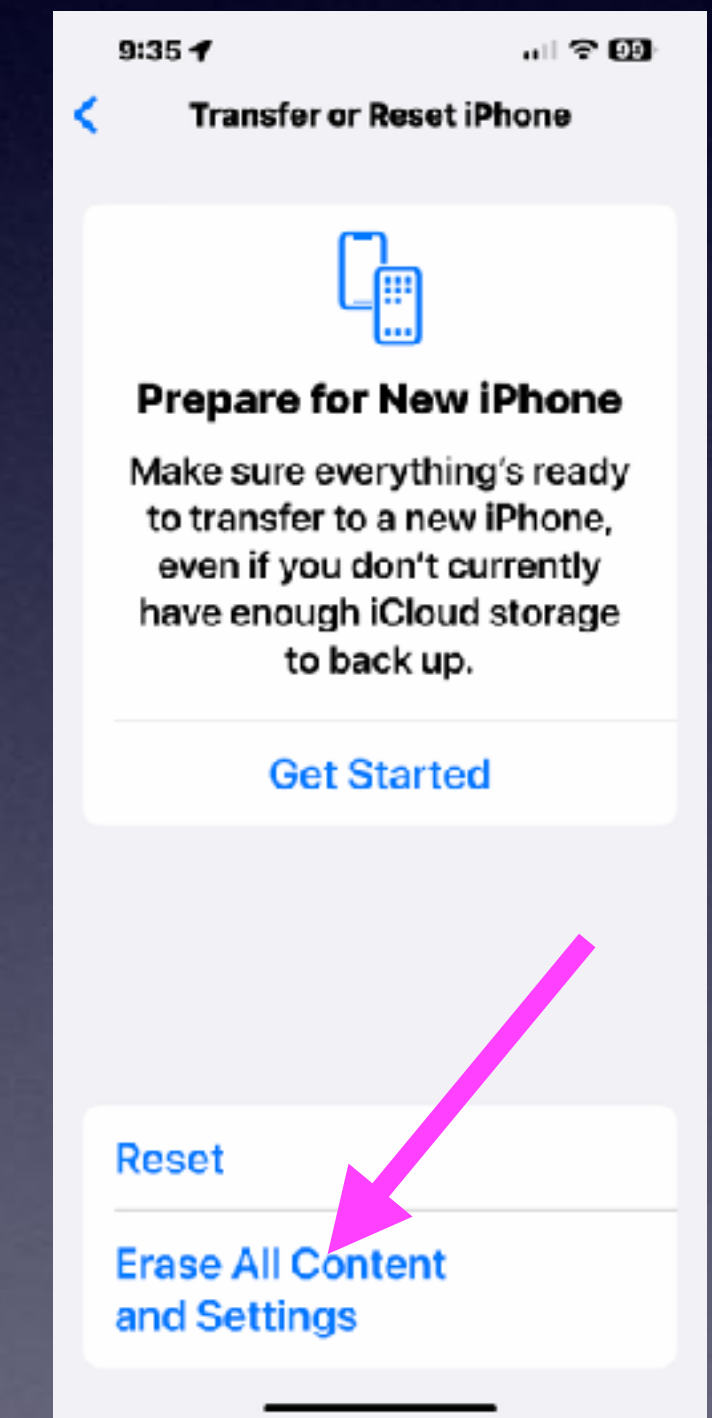 9:35
99
Transfer or Reset iPhone
Prepare for New iPhone
Make sure everything's ready
to transfer to a new iPhone,
even if you don't currently
have enough iCloud storage
to back up.
Get Started
Reset
Erase All Content
and Settings